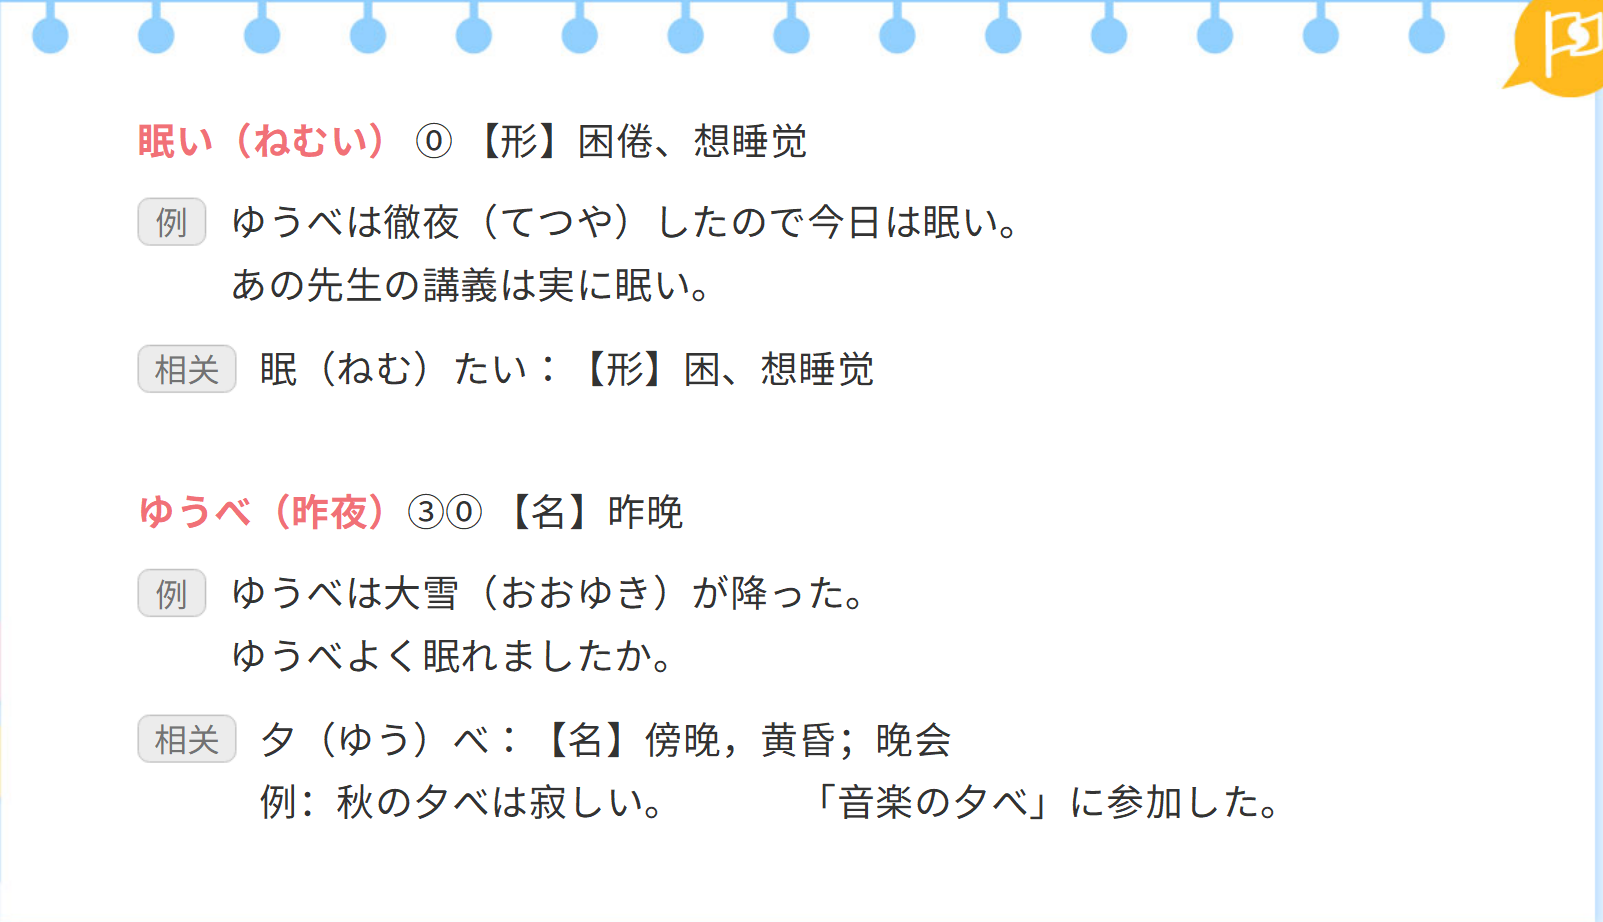 眠い（ねむい） ⓪ 【形】困倦、想睡觉
例 ゆうべは徹夜（てつや）したので今日は眠い。
あの先生の講義は実に眠い。
相关 眠（ねむ）たい：【形】困、想睡觉
ゆうべ（昨夜）③⓪ 【名】昨晚
例 ゆうべは大雪（おおゆき）が降った。
ゆうべよく眠れましたか。
相关 夕（ゆう）べ：【名】傍晚，黄昏；晚会
例：秋の夕べは寂しい。 「音楽の夕べ」に参加した。